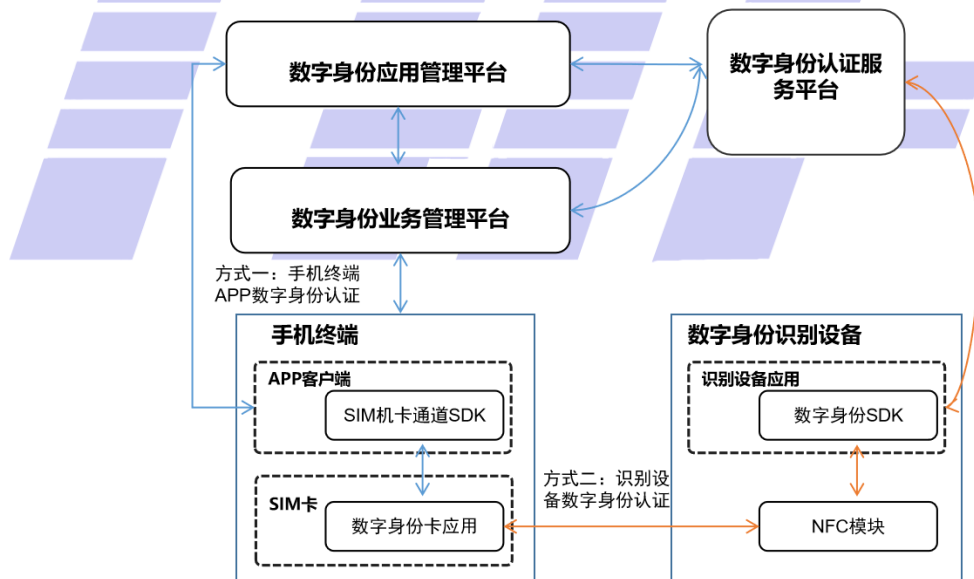 数字身份应用管理平台
数字身份认证服
务平台
数字身份业务管理平台
方式一：手机终端
APP数字身份认证
手机终端
APP客户端
SIM机卡通道SDK
SIM卡
数字身份卡应用
方式二：识别设
备数字身份认证
数字身份识别设备
识别设备应用
数字身份SDK
NFC模块